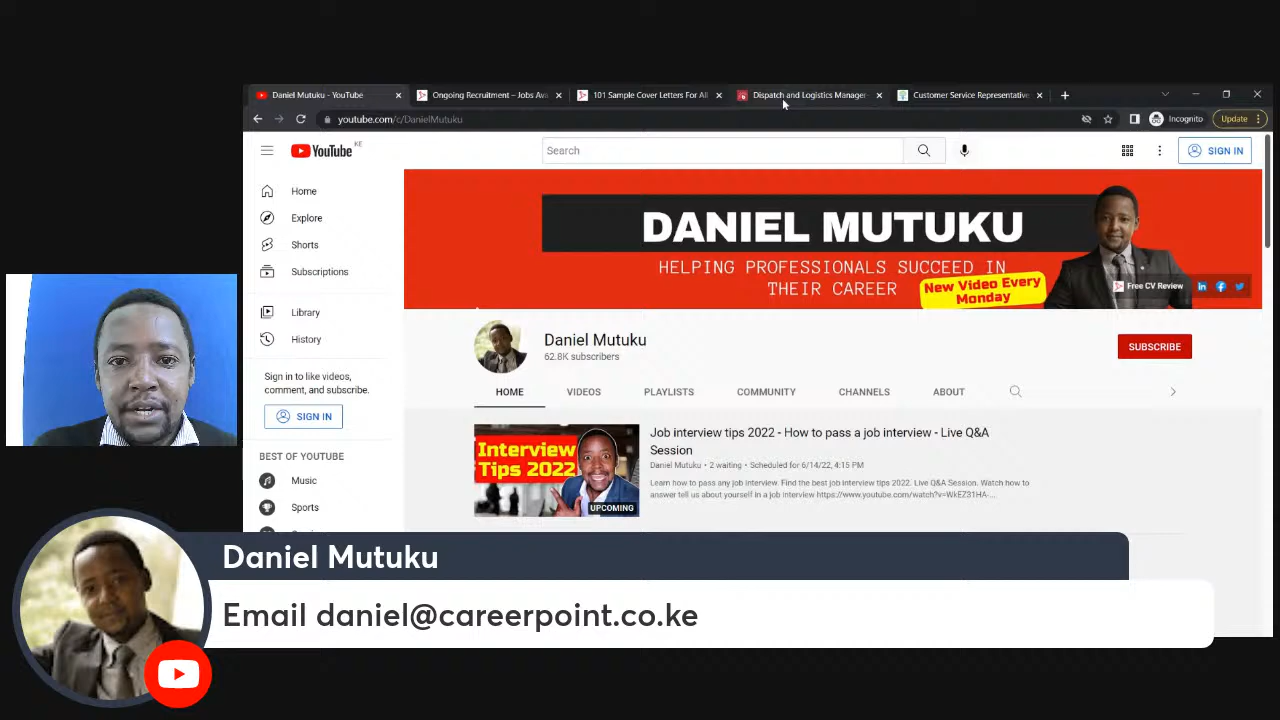 Daniel Mutuku - YouTube
Ongoing Recruitment – Jobs Ava
101 Sample Cover Letters For All
Dispatch and Logistics Manager
Customer Service Representative
youtube.com/c/DanielMutuku
Incognito
Update
YouTube KE
Search
SIGN IN
Home
Explore
Shorts
Subscriptions
Library
History
Sign in to like videos,
comment, and subscribe.
SIGN IN
BEST OF YOUTUBE
Music
Sports
DANIEL MUTUKU
HELPING PROFESSIONALS SUCCEED IN
THEIR CAREER
New Video Every
Monday
Free CV Review
Daniel Mutuku
62.8K subscribers
SUBSCRIBE
HOME
VIDEOS
PLAYLISTS
COMMUNITY
CHANNELS
ABOUT
Interview
Tips 2022
UPCOMING
Job interview tips 2022 - How to pass a job interview - Live Q&A
Session
Daniel Mutuku • 2 waiting • Scheduled for 6/14/22, 4:15 PM
Learn how to pass any job interview. Find the best job interview tips 2022. Live Q&A Session. Watch how to
answer tell us about yourself in a job interview https://www.youtube.com/watch?v=WkEZ31HA-...
Daniel Mutuku
Email daniel@careerpoint.co.ke